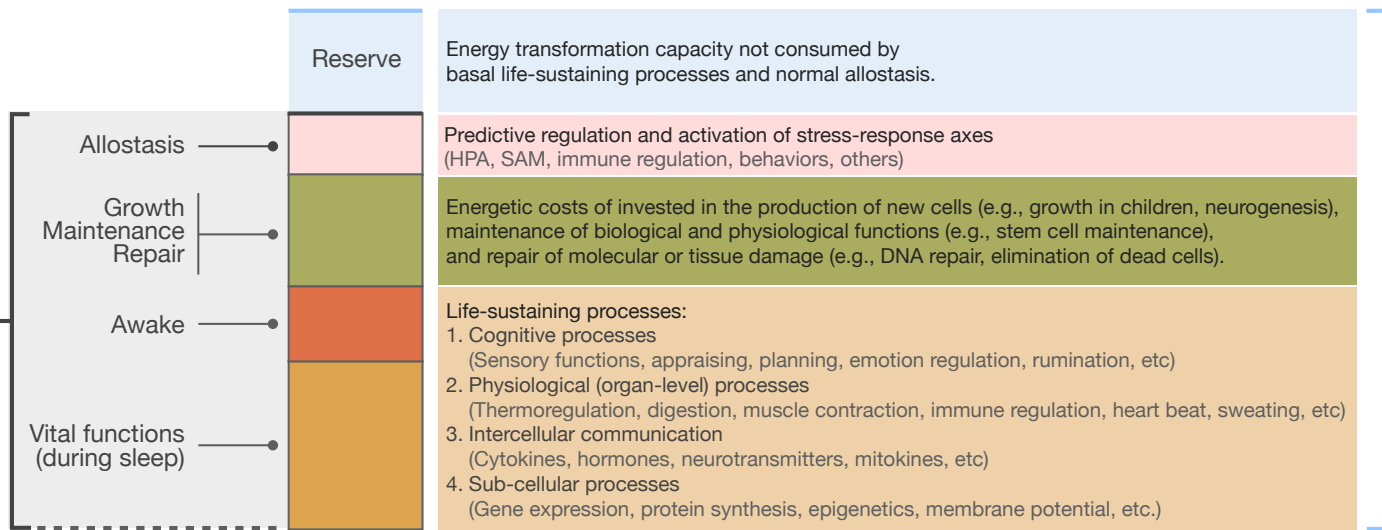 Reserve
Energy transformation capacity not consumed by
basal life-sustaining processes and normal allostasis.
Allostasis
Predictive regulation and activation of stress-response axes
(HPA, SAM, immune regulation, behaviors, others)
Growth
Maintenance
Repair
Energetic costs of invested in the production of new cells (e.g., growth in children, neurogenesis),
maintenance of biological and physiological functions (e.g., stem cell maintenance),
and repair of molecular or tissue damage (e.g., DNA repair, elimination of dead cells).
Awake
Vital functions
(during sleep)
Life-sustaining processes:
1. Cognitive processes
(Sensory functions, appraising, planning, emotion regulation, rumination, etc)
2. Physiological (organ-level) processes
(Thermoregulation, digestion, muscle contraction, immune regulation, heart beat, sweating, etc)
3. Intercellular communication
(Cytokines, hormones, neurotransmitters, mitokines, etc)
4. Sub-cellular processes
(Gene expression, protein synthesis, epigenetics, membrane potential, etc.)